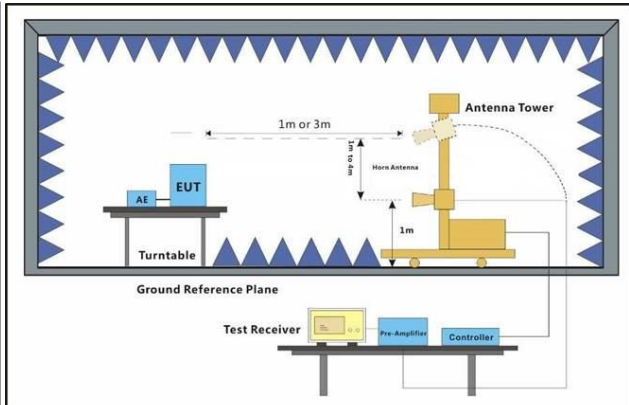 Antenna Tower
1m or 3m
1m to 4m
Horn Antenna
EUT
AE
1m
Turntable
Ground Reference Plane
Test Receiver
Pre-Amplifier
Controller